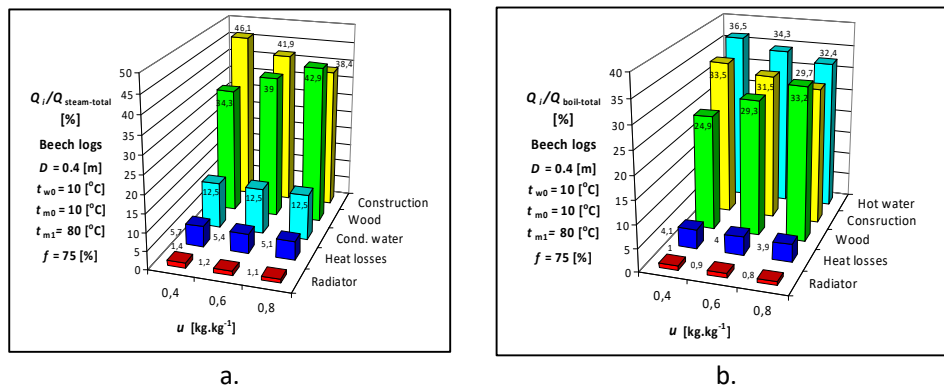 46,1
41,9
38,4
50
45
40
35
30
25
20
15
10
5
0
34,3
39
42,9
12,5
12,5
12,5
5,7
5,4
5,1
1,4
1,2
1,1
Q i/Q steam-total
[%]
Beech logs
D = 0.4 [m]
t w0 = 10 [°C]
t m0 = 10 [°C]
t m1= 80 [°C]
f = 75 [%]
Construction
Wood
Cond. water
Heat losses
Radiator
0,4
0,6
0,8
u [kg.kg-1]
a.
36,5
34,3
32,4
40
35
30
25
20
15
10
5
0
33,5
31,5
29,7
24,9
29,3
33,2
4,1
4
3,9
1
0,9
0,8
Q i/Q boil-total
[%]
Beech logs
D = 0.4 [m]
t w0 = 10 [°C]
t m0 = 10 [°C]
t m1= 80 [°C]
f = 75 [%]
Hot water
Consruction
Wood
Heat losses
Radiator
0,4
0,6
0,8
u [kg.kg-1]
b.